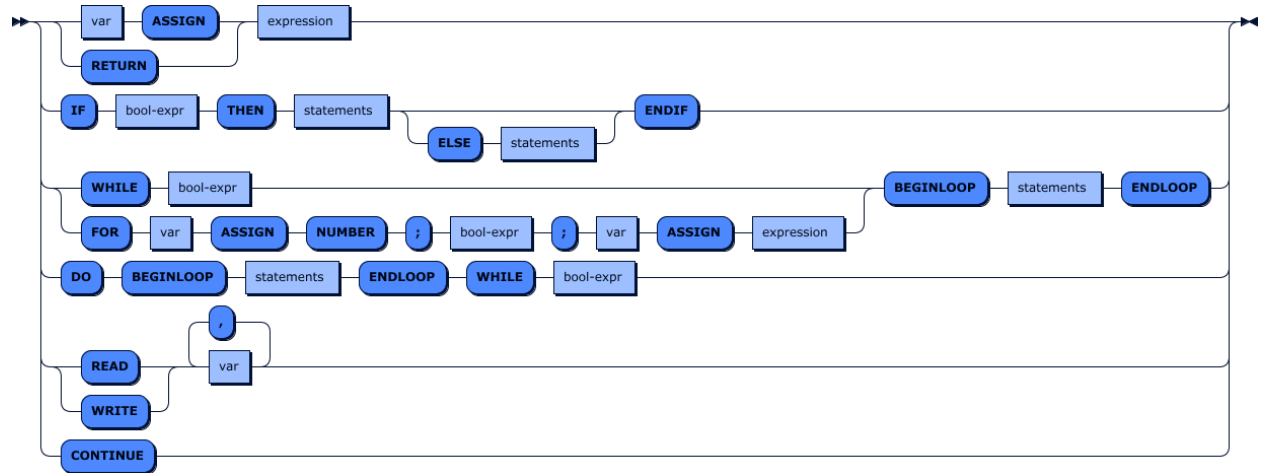 var ASSIGN expression
RETURN
IF bool-expr THEN statements ENDIF
ELSE statements
WHILE bool-expr BEGINLOOP statements ENDLOOP
FOR var ASSIGN NUMBER ; bool-expr ; var ASSIGN expression
DO BEGINLOOP statements ENDLOOP WHILE bool-expr
,
READ var
WRITE
CONTINUE